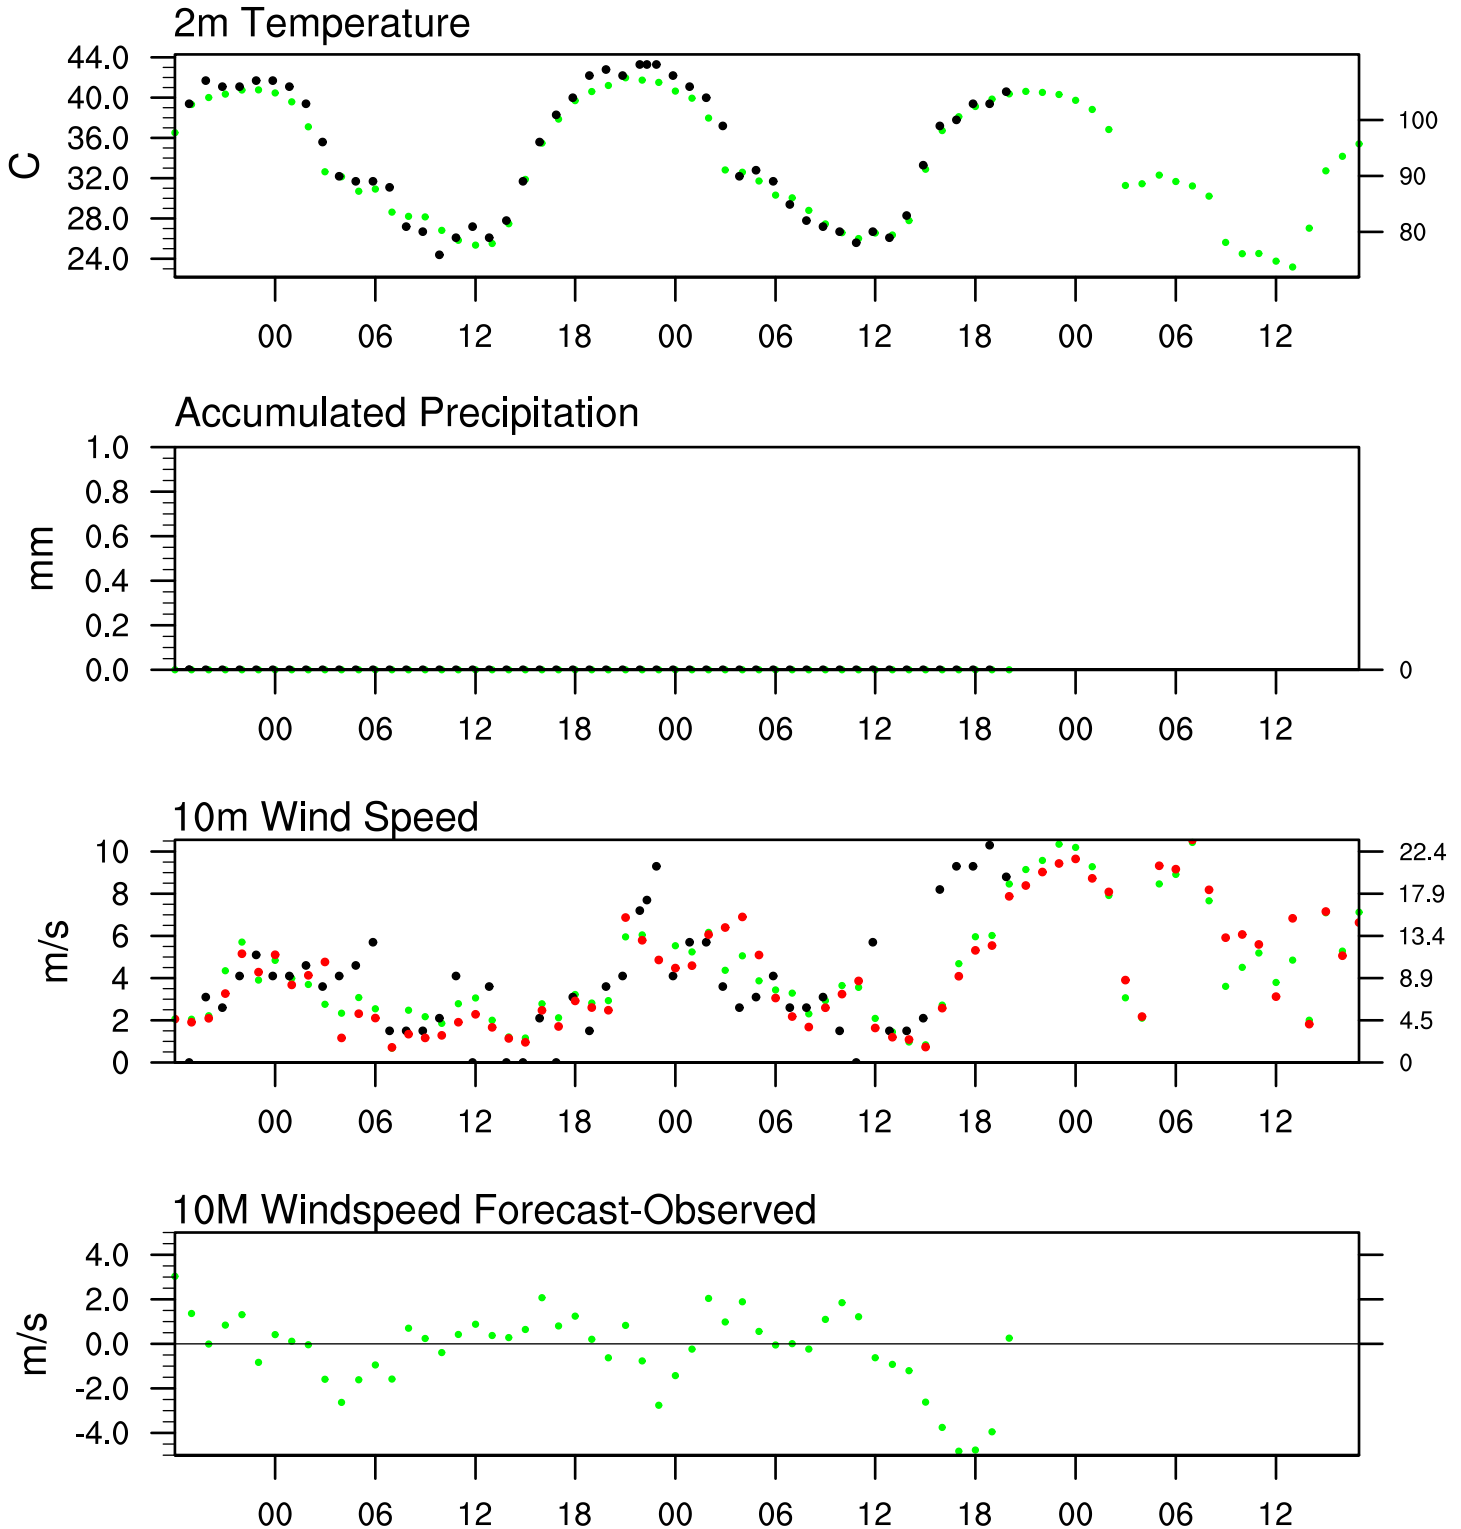 2m Temperature
44.0
40.0
36.0
32.0
28.0
24.0
C
100
90
80
00 06 12 18 00 06 12 18 00 06 12
Accumulated Precipitation
1.0
0.8
0.6
0.4
0.2
0.0
mm
0
00 06 12 18 00 06 12 18 00 06 12
10m Wind Speed
10
8
6
4
2
0
m/s
22.4
17.9
13.4
8.9
4.5
0
00 06 12 18 00 06 12 18 00 06 12
10M Windspeed Forecast-Observed
4.0
2.0
0.0
-2.0
-4.0
m/s
00 06 12 18 00 06 12 18 00 06 12